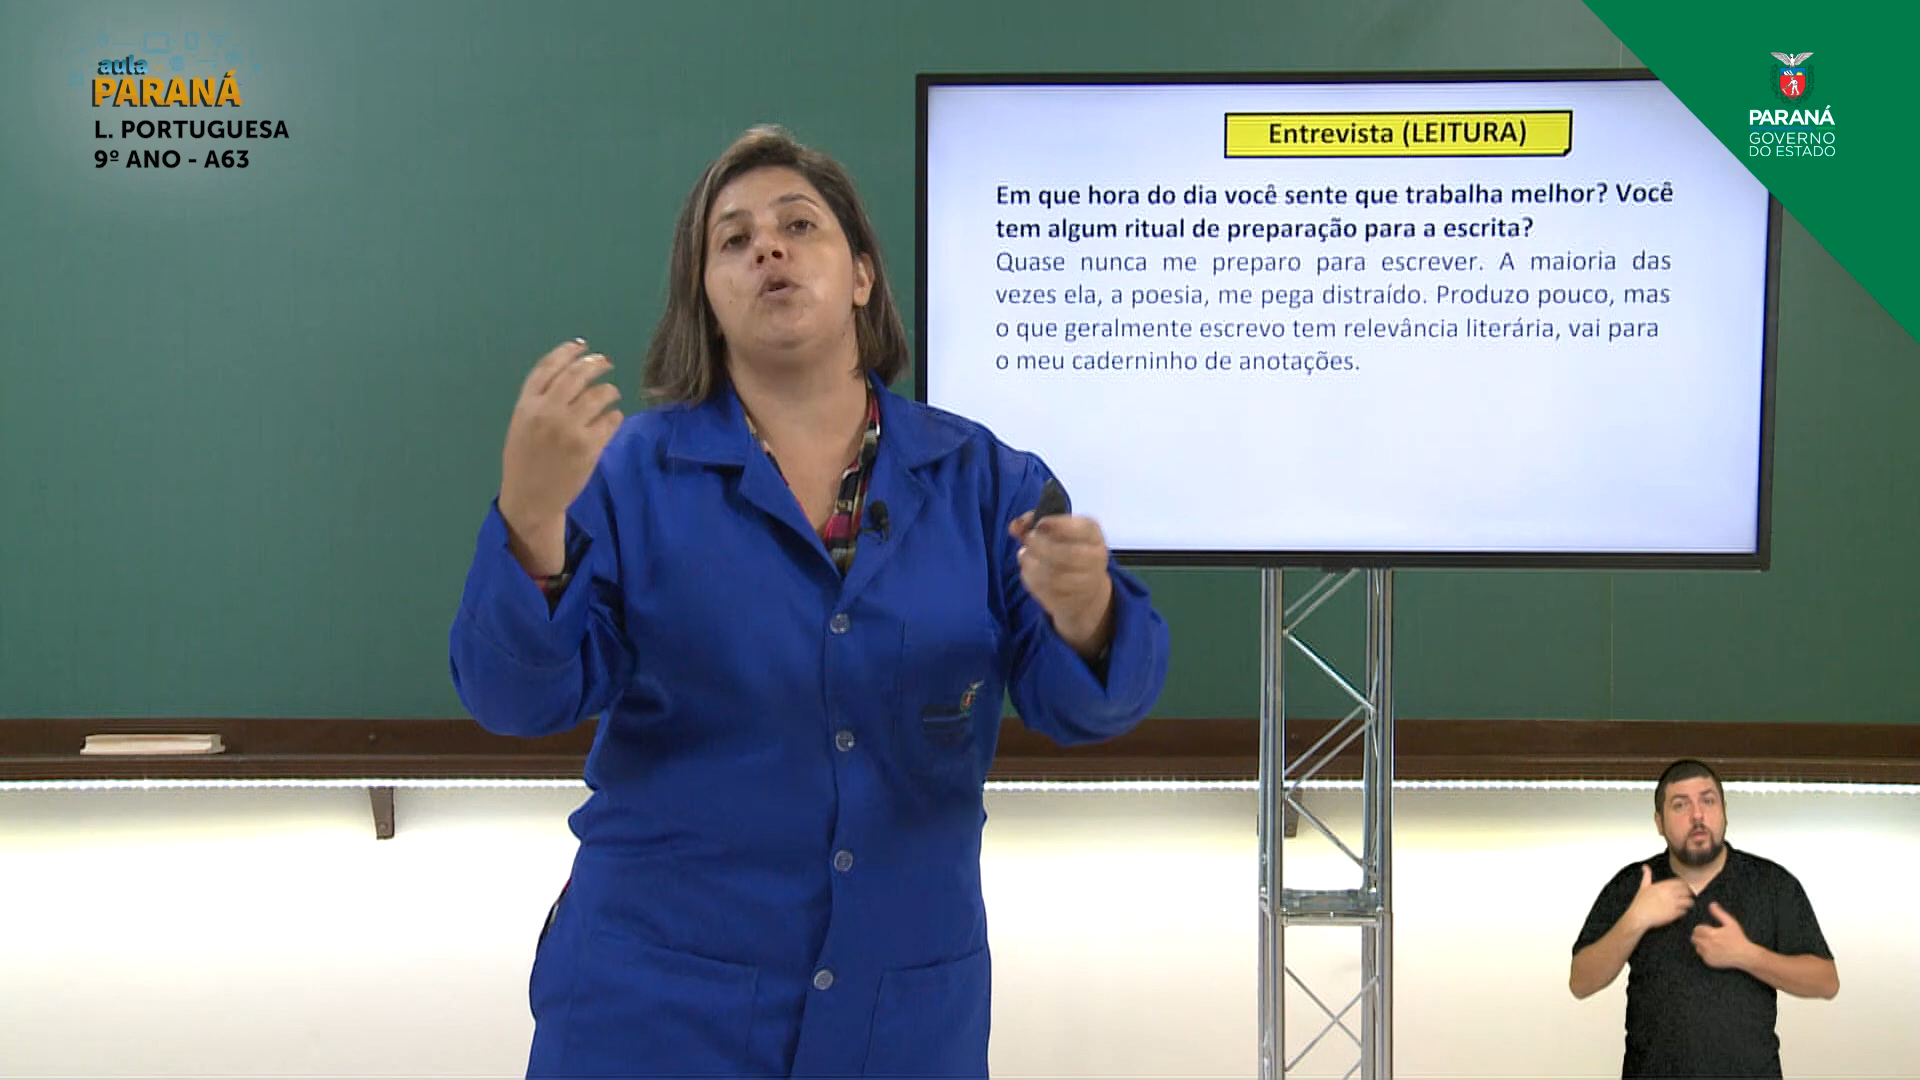 aula
PARANÁ
L. PORTUGUESA
9º ANO - A63
Entrevista (LEITURA)
Em que hora do dia você sente que trabalha melhor? Você
tem algum ritual de preparação para a escrita?
Quase nunca me preparo para escrever. A maioria das
vezes ela, a poesia, me pega distraído. Produzo pouco, mas
o que geralmente escrevo tem relevância literária, vai para
o meu caderninho de anotações.
PARANÁ
GOVERNO
DO ESTADO